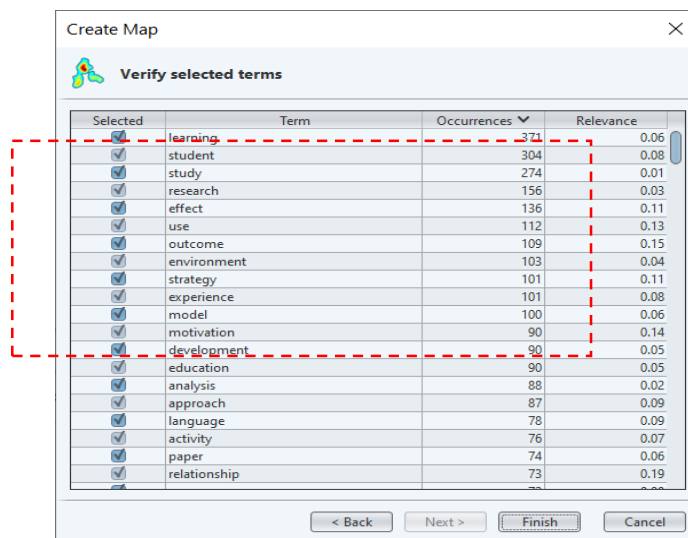 Create Map
Verify selected terms
Selected Term Occurrences Relevance
learning 371 0.06
student 304 0.08
study 274 0.01
research 156 0.03
effect 136 0.11
use 112 0.13
outcome 109 0.15
environment 103 0.04
strategy 101 0.11
experience 101 0.08
model 100 0.06
motivation 90 0.14
development 90 0.05
education 90 0.05
analysis 88 0.02
approach 87 0.09
language 78 0.09
activity 76 0.07
paper 74 0.06
relationship 73 0.19
< Back Next > Finish Cancel